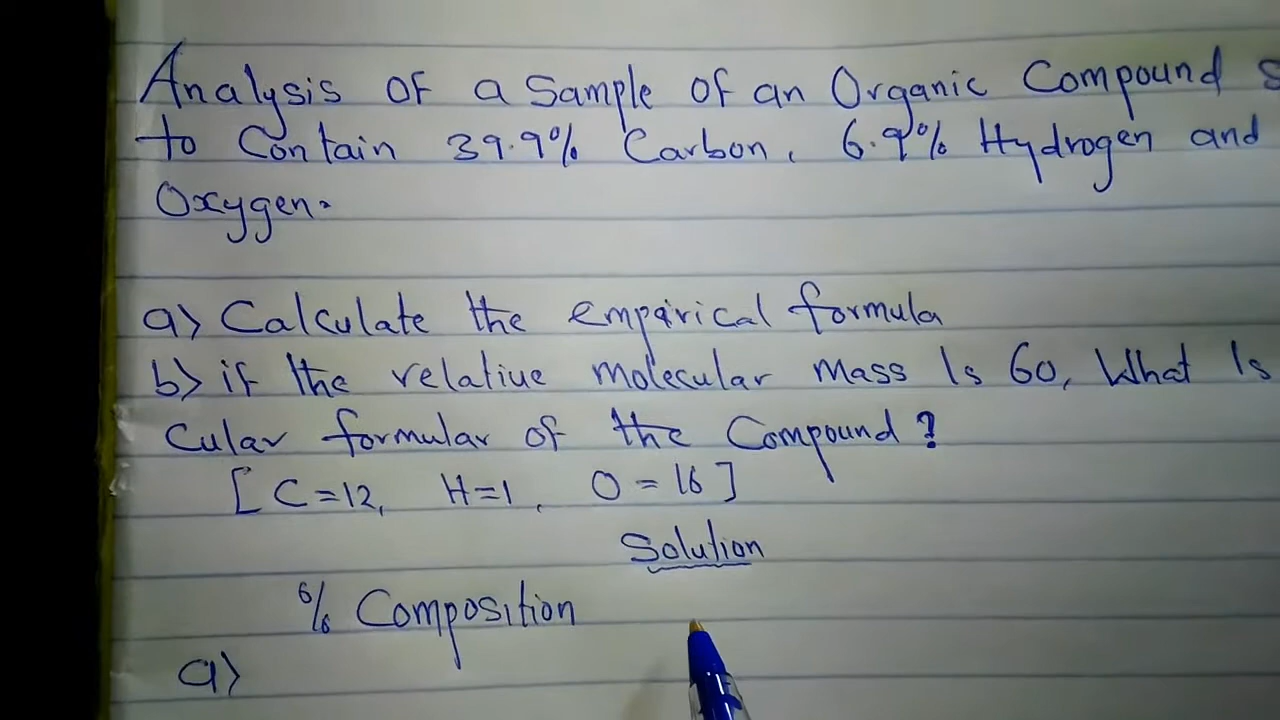 Analysis of a Sample of an Organic Compound s
to Contain 39.9% Carbon, 6.9% Hydrogen and
Oxygen.
a) Calculate the empirical formula
b) if the relative molecular mass Is 60, What Is
Cular formular of the Compound?
[C=12, H=1, O=16]
Solution
% Composition
a)